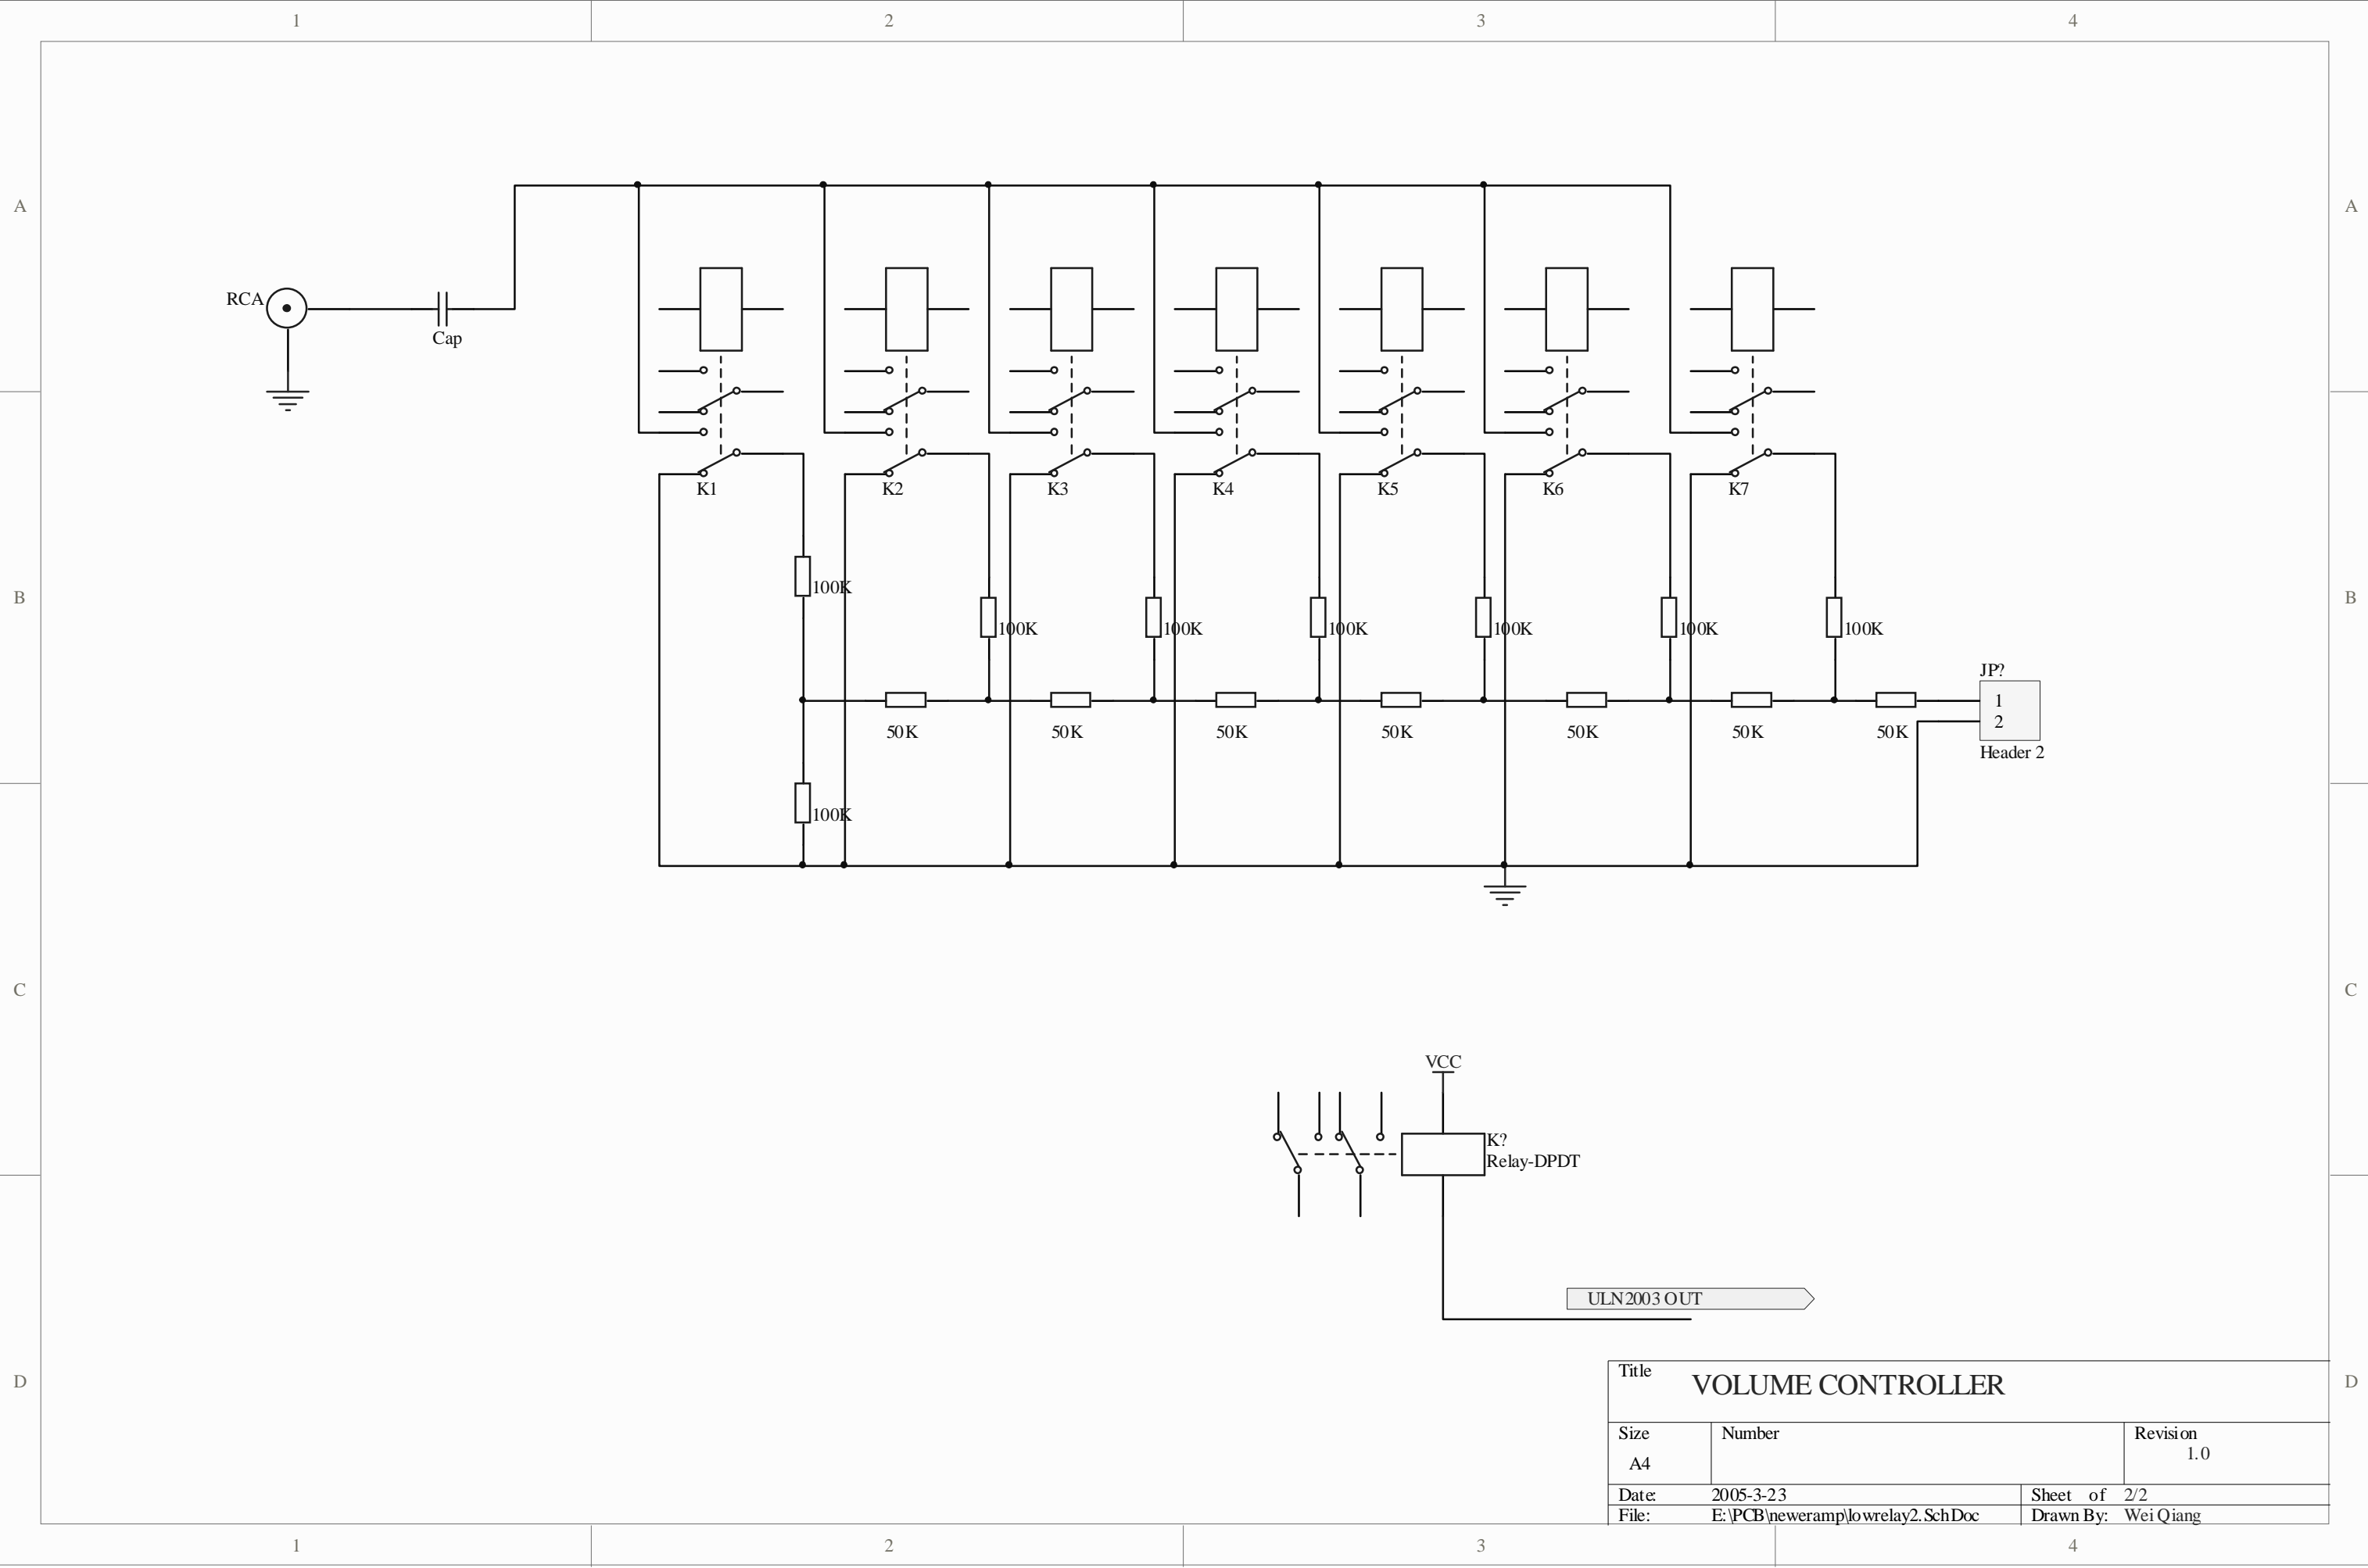 1 2 3 4
A A
RCA
Cap
K1 K2 K3 K4 K5 K6 K7
100K
B B
100K 100K 100K 100K 100K 100K
JP?
1
2
50K 50K 50K 50K 50K 50K 50K
Header 2
100K
C C
VCC
K?
Relay-DPDT
ULN2003 OUT
D D
Title VOLUME CONTROLLER
Size Number Revision
A4 1.0
Date: 2005-3-23 Sheet of 2/2
File: E:\PCB\neweramp\lowrelay2.SchDoc Drawn By: Wei Qiang
1 2 3 4